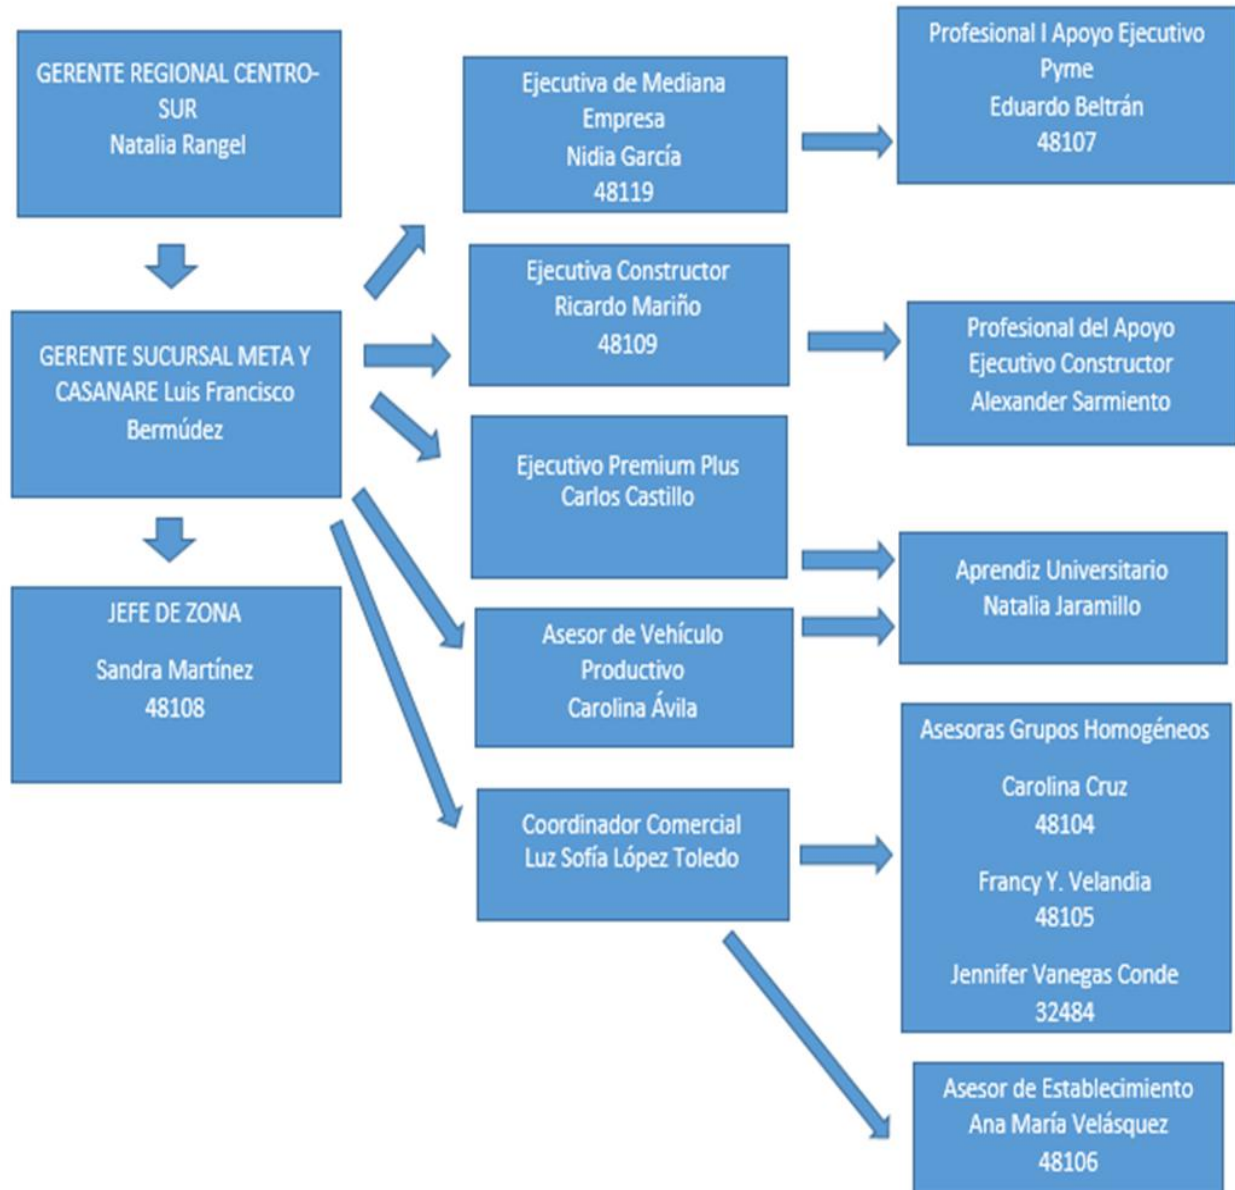 GERENTE REGIONAL CENTRO-
SUR
Natalia Rangel
GERENTE SUCURSAL META Y
CASANARE Luis Francisco
Bermúdez
JEFE DE ZONA
Sandra Martínez
48108
Ejecutiva de Mediana
Empresa
Nidia García
48119
Ejecutiva Constructor
Ricardo Mariño
48109
Ejecutivo Premium Plus
Carlos Castillo
Asesor de Vehículo
Productivo
Carolina Ávila
Coordinador Comercial
Luz Sofía López Toledo
Profesional I Apoyo Ejecutivo
Pyme
Eduardo Beltrán
48107
Profesional del Apoyo
Ejecutivo Constructor
Alexander Sarmiento
Aprendiz Universitario
Natalia Jaramillo
Asesoras Grupos Homogéneos
Carolina Cruz
48104
Francy Y. Velandia
48105
Jennifer Vanegas Conde
32484
Asesor de Establecimiento
Ana María Velásquez
48106